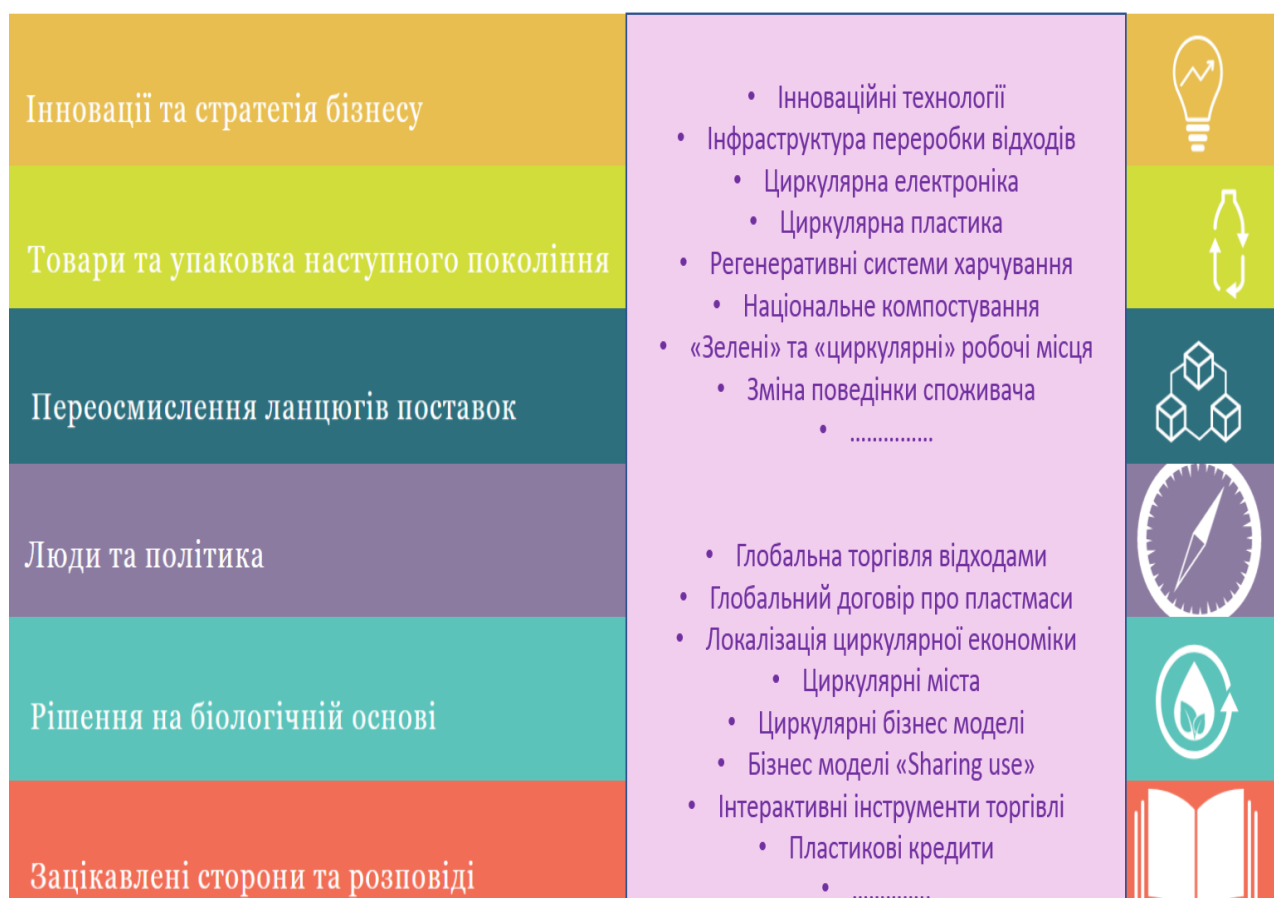 Інновації та стратегія бізнесу
Товари та упаковка наступного покоління
Переосмислення ланцюгів поставок
Люди та політика
Рішення на біологічній основі
Зацікавлені сторони та розповіді
• Інноваційні технології
• Інфраструктура переробки відходів
• Циркулярна електроніка
• Циркулярна пластика
• Регенеративні системи харчування
• Національне компостування
• «Зелені» та «циркулярні» робочі місця
• Зміна поведінки споживача
• ……………
• Глобальна торгівля відходами
• Глобальний договір про пластмаси
• Локалізація циркулярної економіки
• Циркулярні міста
• Циркулярні бізнес моделі
• Бізнес моделі «Sharing use»
• Інтерактивні інструменти торгівлі
• Пластикові кредити
• …………..